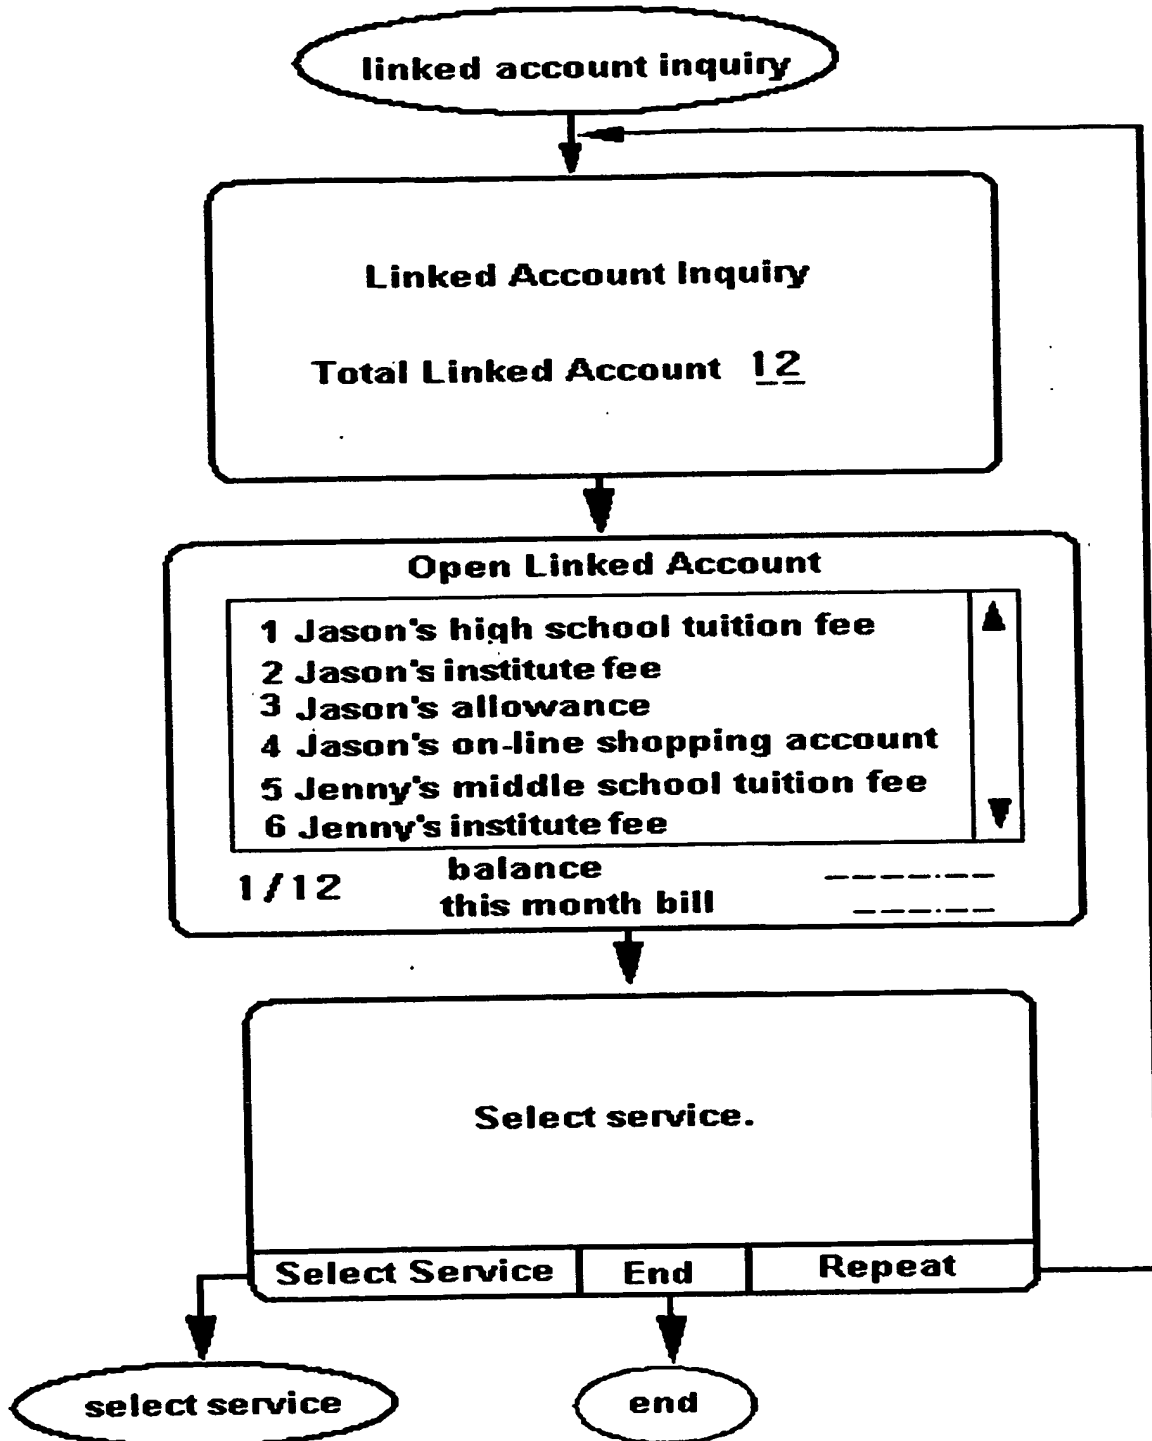 linked account inquiry
Linked Account Inquiry
Total Linked Account 12
Open Linked Account
1 Jason's high school tuition fee
2 Jason's institute fee
3 Jason's allowance
4 Jason's on-line shopping account
5 Jenny's middle school tuition fee
6 Jenny's institute fee
1/12
balance _ _ _ _ . _ _
this month bill _ _ _ . _ _
Select service.
Select Service End Repeat
select service
end